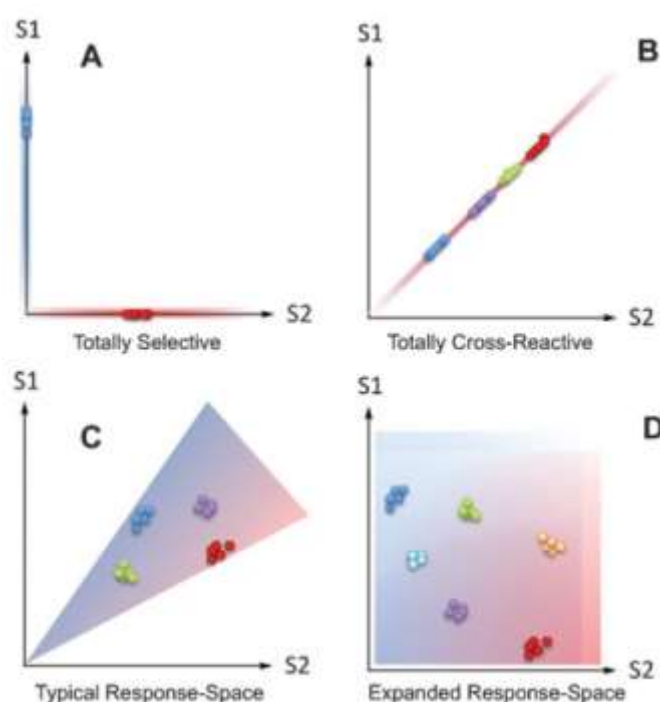 S1
A
S2
Totally Selective
S1
B
S2
Totally Cross-Reactive
S1
C
S2
Typical Response-Space
S1
D
S2
Expanded Response-Space